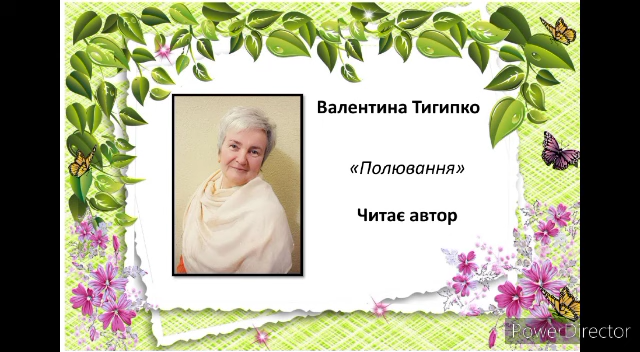 Валентина Тигипко
«Полювання»
Читає автор
PowerDirector